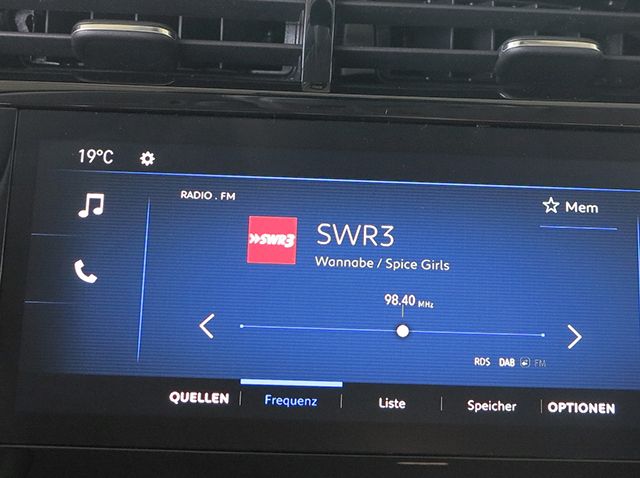 19°C
RADIO . FM
Mem
SWR3
SWR3
Wannabe / Spice Girls
98.40 MHz
RDS DAB FM
QUELLEN Frequenz Liste Speicher OPTIONEN